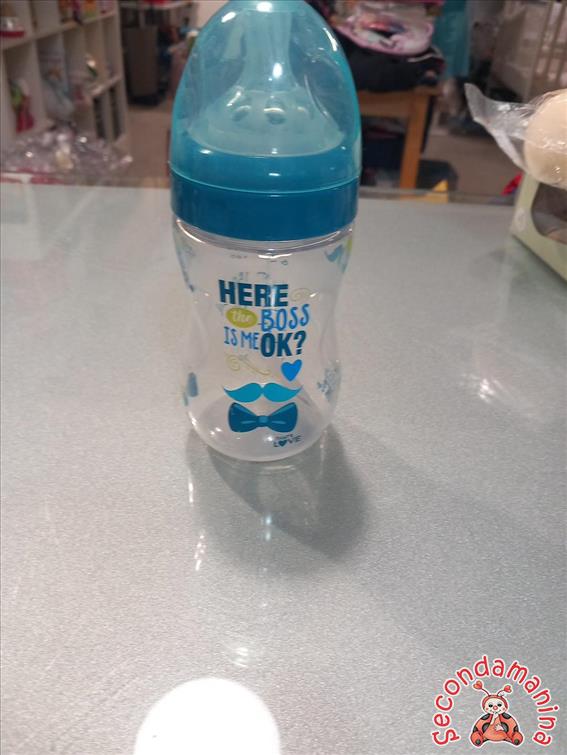 HERE
the BOSS
IS ME OK?
LOVE
Secondamanina